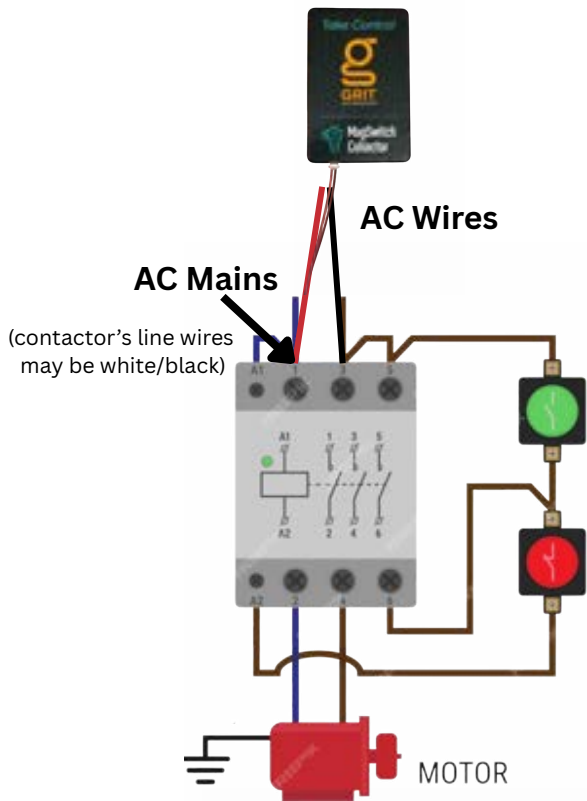 Take Control
g
GRIT
MagSwitch
Collector
AC Wires
AC Mains
(contactor's line wires
may be white/black)
A1 1 3 5
A1 1 3 5
A2 2 4 6
A2 2 4 6
MOTOR